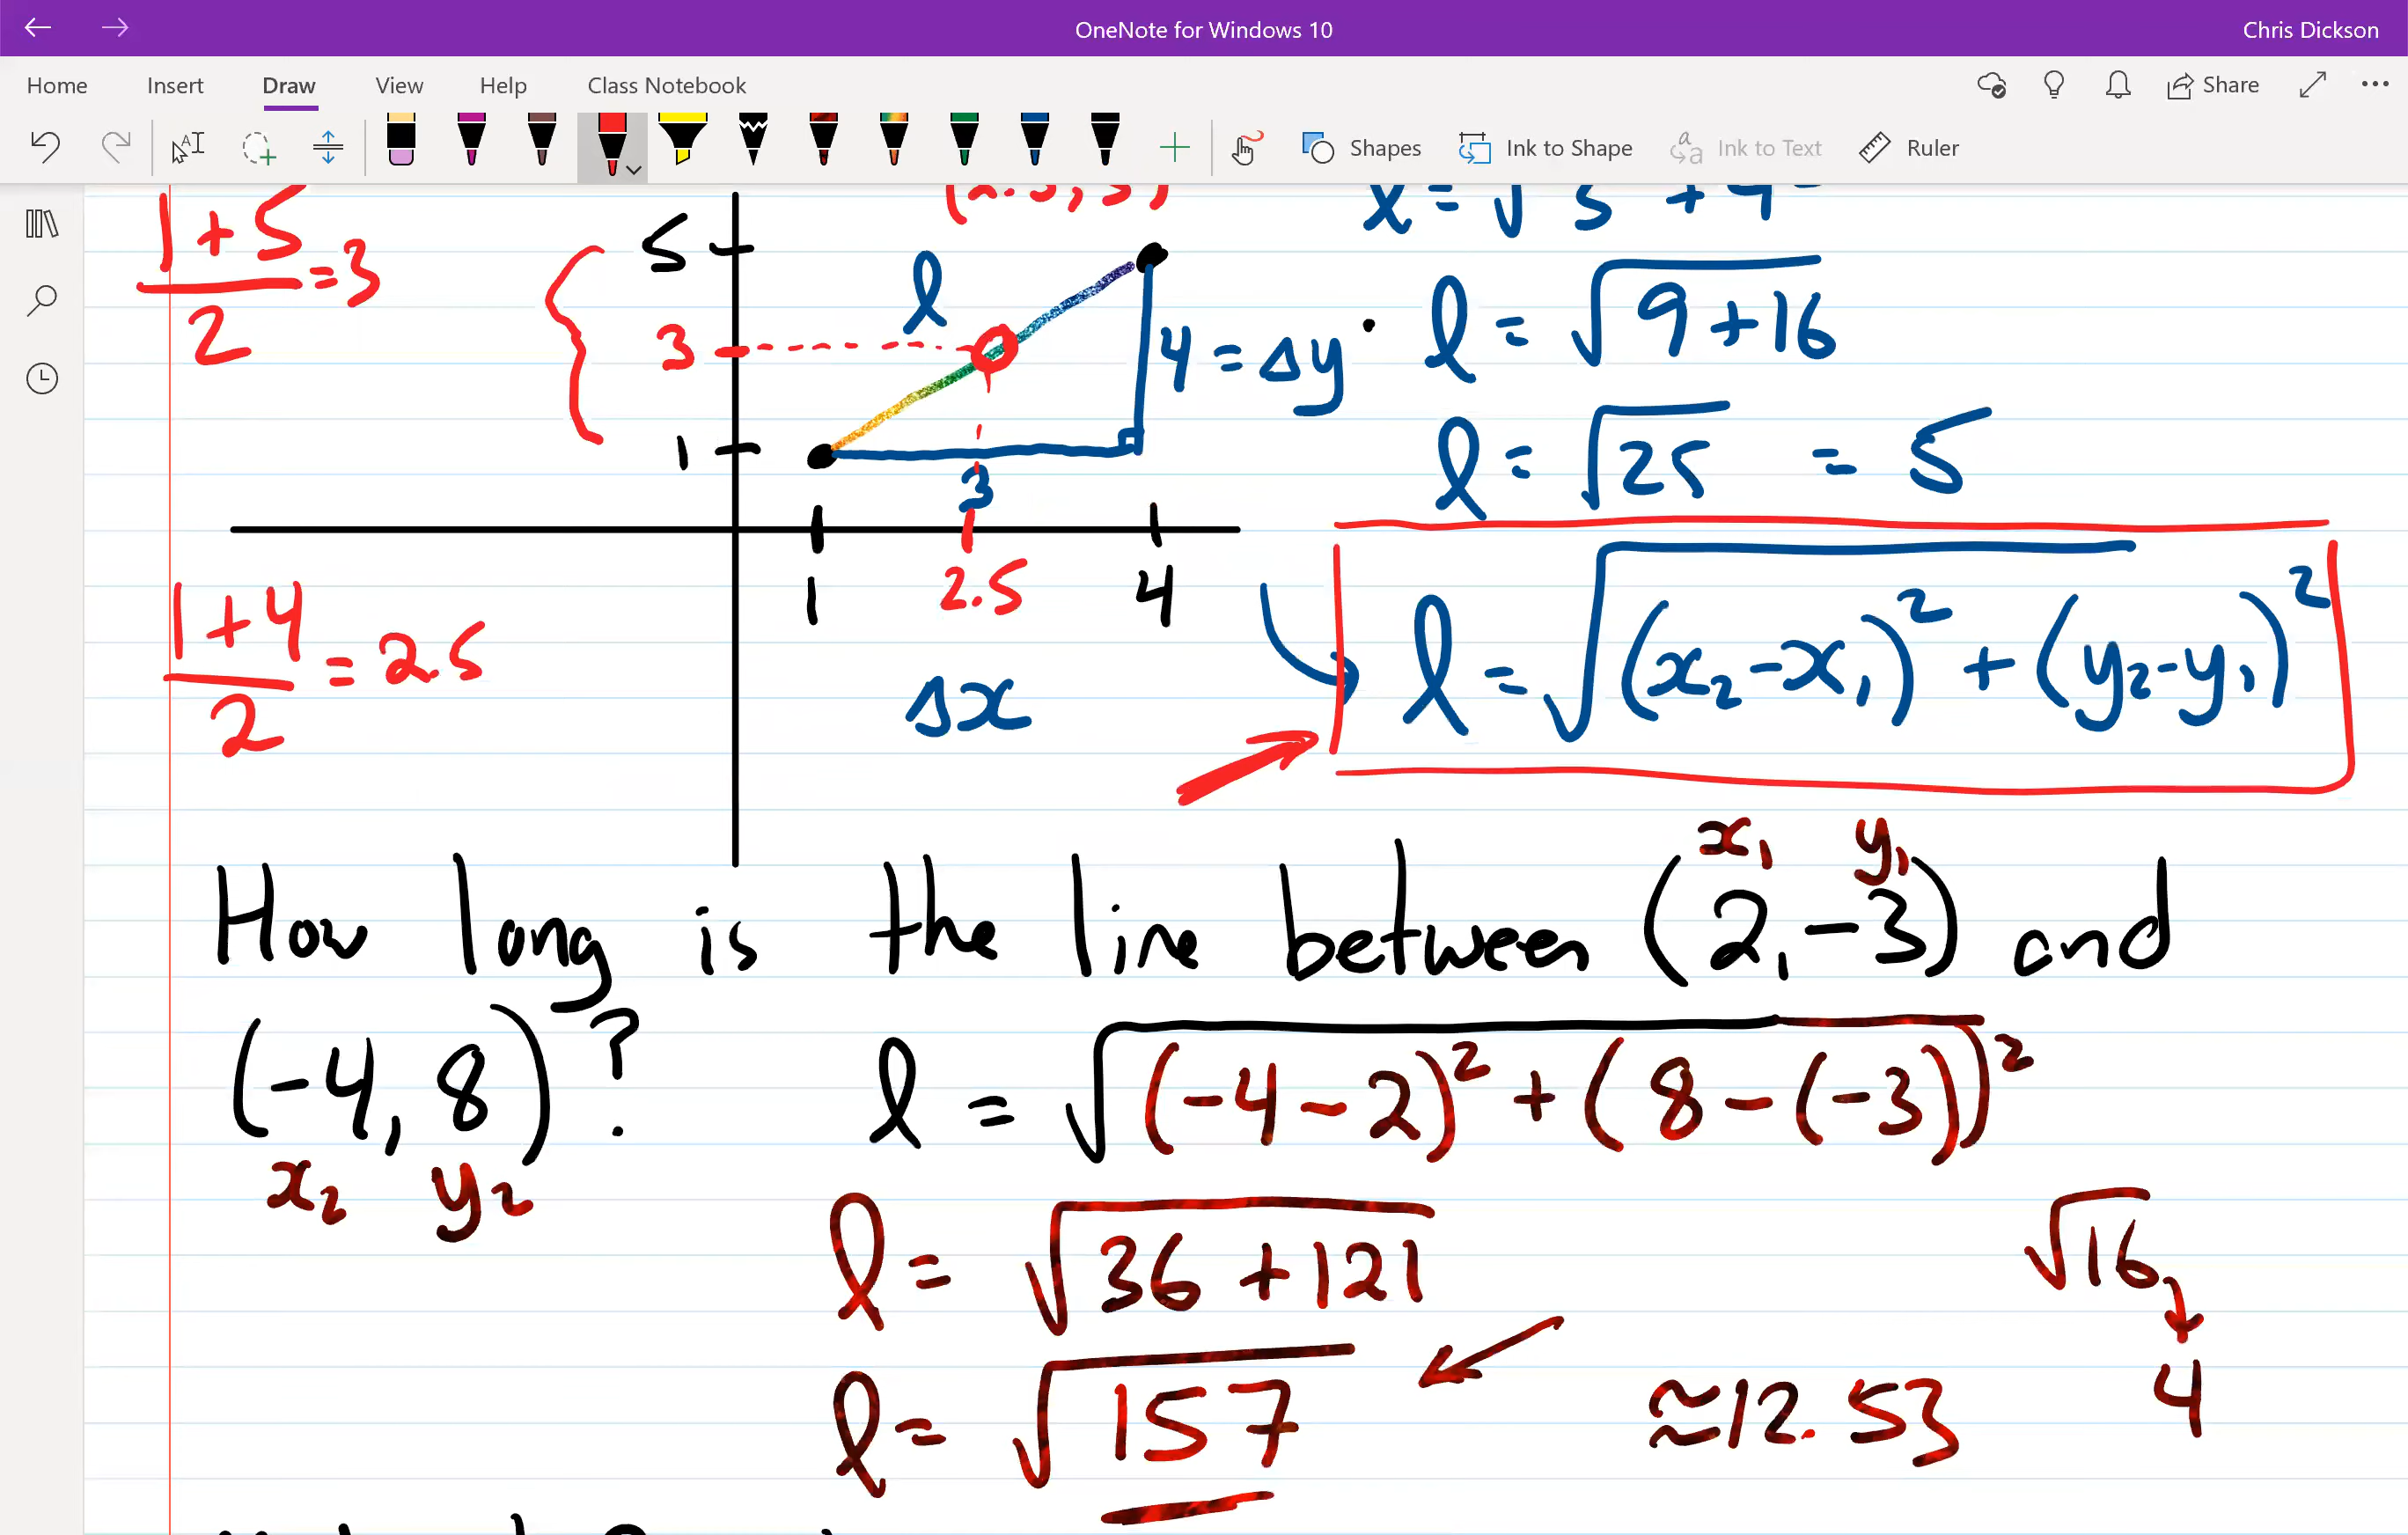 OneNote for Windows 10
Chris Dickson
Home Insert Draw View Help Class Notebook Share
Shapes Ink to Shape Ink to Text Ruler
1+5
2
=3
5
3
1
ℓ
4 = Δy
3
1 2.5 4
Δx
1+4
2
= 2.5
ℓ = √9+16
ℓ = √25 = 5
ℓ = √(x₂-x₁)² + (y₂-y₁)²
x₁ y₁
How long is the line between (2,-3) and
(-4, 8)?
x₂ y₂
ℓ = √(-4-2)² + (8-(-3))²
ℓ = √36 +121
ℓ = √157
≈12.53
√16
4